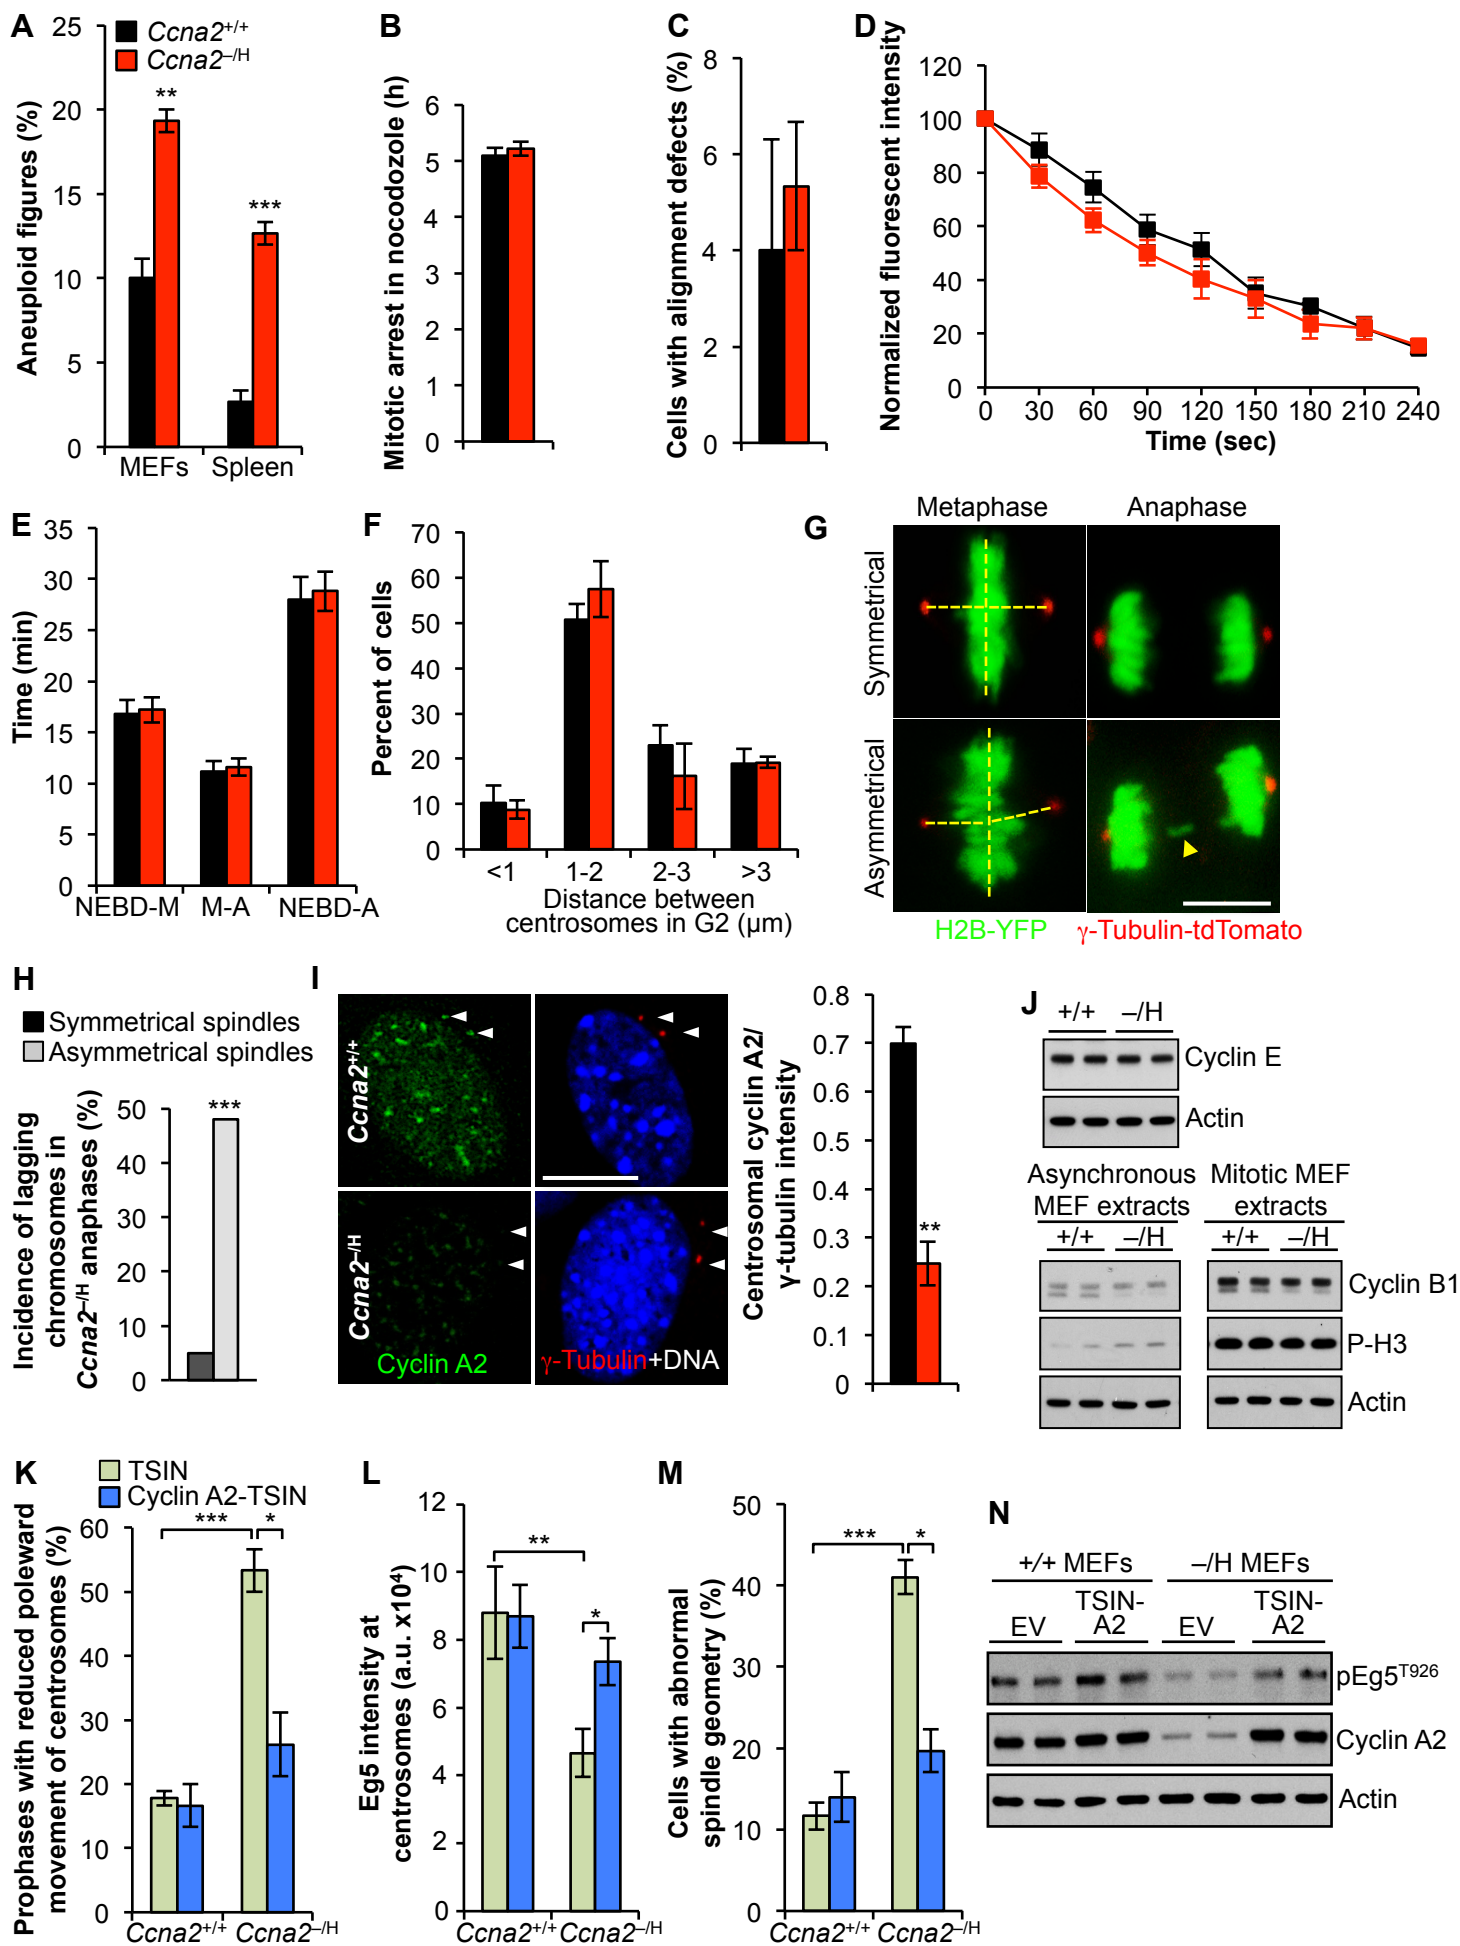 A
25
20
15
10
5
0
Aneuploid figures (%)
Ccna2+/+
Ccna2–/H
**
***
MEFs
Spleen
B
Mitotic arrest in nocodozole (h)
6
5
4
3
2
1
0
C
Cells with alignment defects (%)
8
6
4
2
0
D
Normalized fluorescent intensity
120
100
80
60
40
20
0
0 30 60 90 120 150 180 210 240
Time (sec)
E
Time (min)
35
30
25
20
15
10
5
0
NEBD-M
M-A
NEBD-A
F
Percent of cells
70
60
50
40
30
20
10
0
<1
1-2
2-3
>3
Distance between
centrosomes in G2 (µm)
G
Metaphase
Anaphase
Symmetrical
Asymmetrical
H2B-YFP
γ-Tubulin-tdTomato
H
Symmetrical spindles
Asymmetrical spindles
Incidence of lagging
chromosomes in
Ccna2–/H anaphases (%)
50
40
30
20
10
0
***
I
Ccna2+/+
Ccna2–/H
Cyclin A2
γ-Tubulin+DNA
Centrosomal cyclin A2/
γ-tubulin intensity
0.8
0.7
0.6
0.5
0.4
0.3
0.2
0.1
0
**
J
+/+
–/H
Cyclin E
Actin
Asynchronous
MEF extracts
Mitotic MEF
extracts
+/+
–/H
+/+
–/H
Cyclin B1
P-H3
Actin
K
TSIN
Cyclin A2-TSIN
Prophases with reduced poleward
movement of centrosomes (%)
60
50
40
30
20
10
0
***
*
Ccna2+/+
Ccna2–/H
L
Eg5 intensity at
centrosomes (a.u. x10⁴)
12
10
8
6
4
2
0
**
*
Ccna2+/+
Ccna2–/H
M
Cells with abnormal
spindle geometry (%)
50
40
30
20
10
0
***
*
Ccna2+/+
Ccna2–/H
N
+/+ MEFs
–/H MEFs
EV
TSIN-
A2
EV
TSIN-
A2
pEg5T926
Cyclin A2
Actin